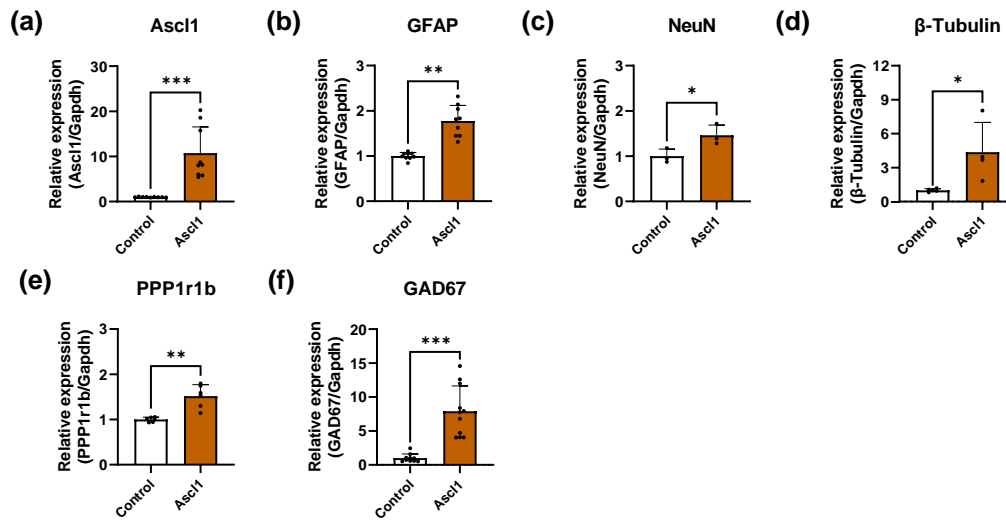 (a)
Ascl1
Relative expression
(Ascl1/Gapdh)
30
20
10
0
***
Control
Ascl1
(b)
GFAP
Relative expression
(GFAP/Gapdh)
3
2
1
0
**
Control
Ascl1
(c)
NeuN
Relative expression
(NeuN/Gapdh)
3
2
1
0
*
Control
Ascl1
(d)
β-Tubulin
Relative expression
(β-Tubulin/Gapdh)
12
9
6
3
0
*
Control
Ascl1
(e)
PPP1r1b
Relative expression
(PPP1r1b/Gapdh)
3
2
1
0
**
Control
Ascl1
(f)
GAD67
Relative expression
(GAD67/Gapdh)
20
15
10
5
0
***
Control
Ascl1